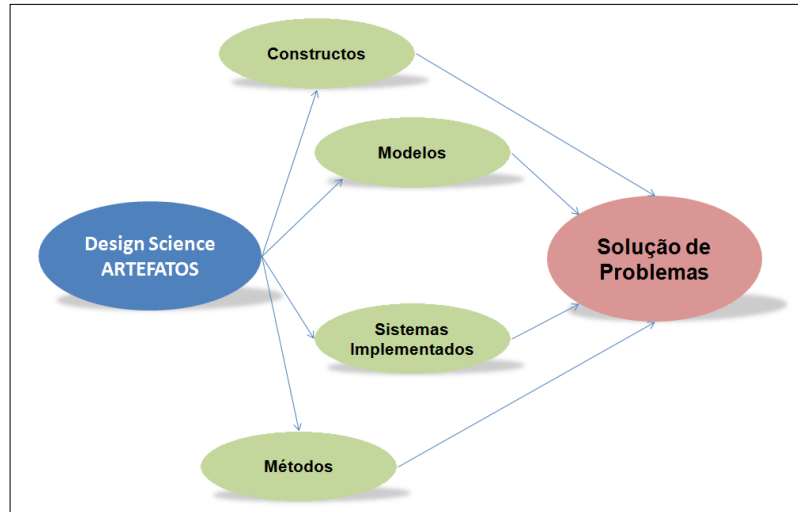 Constructos
Modelos
Design Science
ARTEFATOS
Solução de
Problemas
Sistemas
Implementados
Métodos